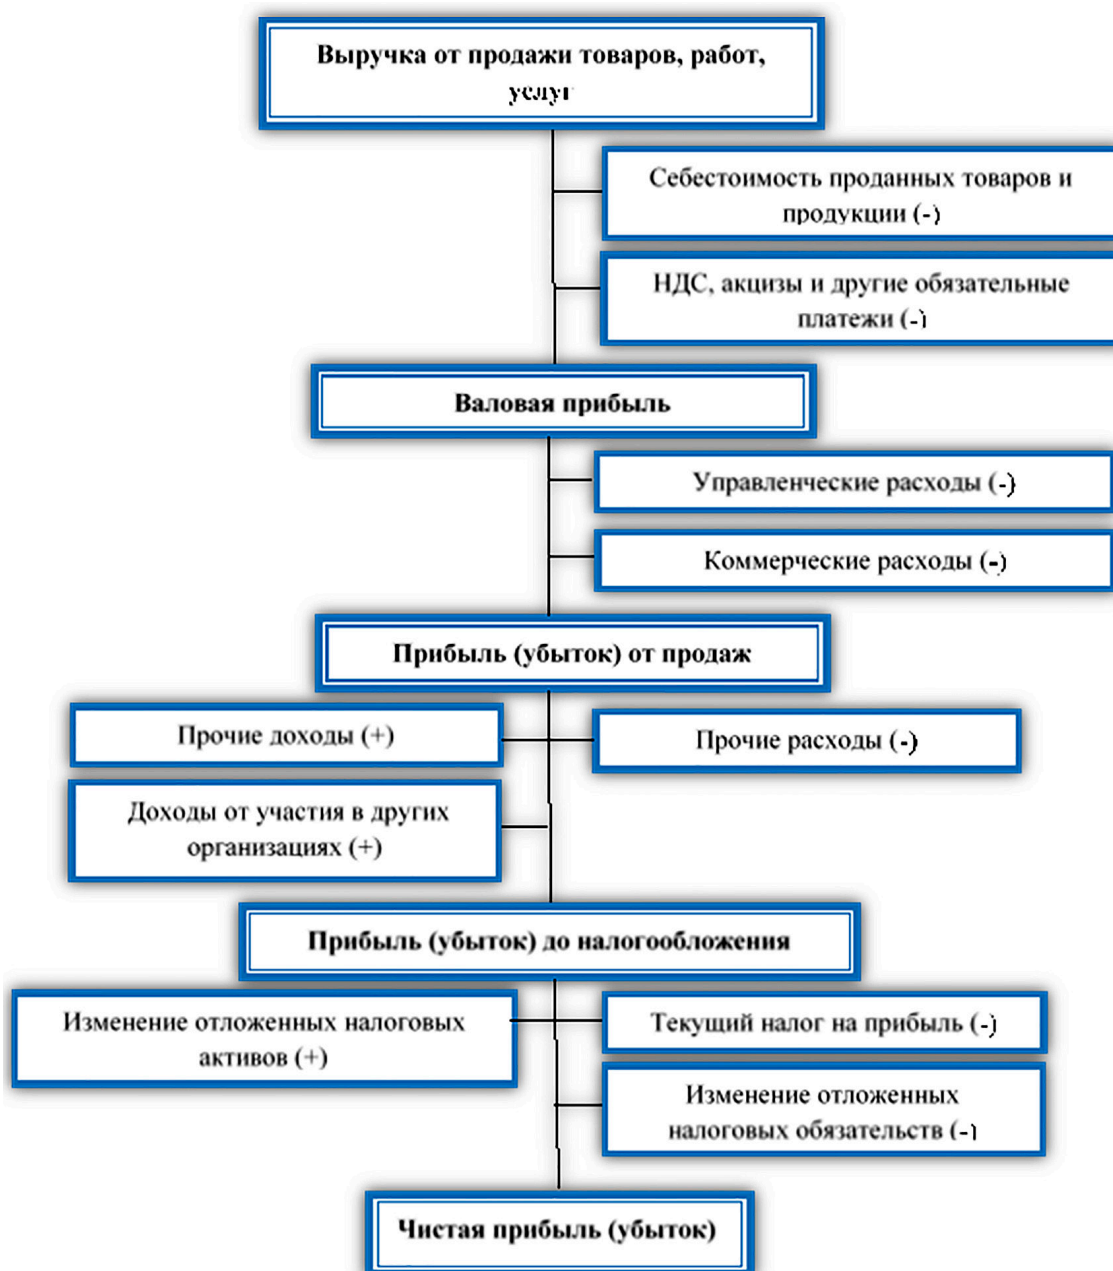 Выручка от продажи товаров, работ,
услуг
Себестоимость проданных товаров и
продукции (-)
НДС, акцизы и другие обязательные
платежи (-)
Валовая прибыль
Управленческие расходы (-)
Коммерческие расходы (-)
Прибыль (убыток) от продаж
Прочие доходы (+)
Прочие расходы (-)
Доходы от участия в других
организациях (+)
Прибыль (убыток) до налогообложения
Изменение отложенных налоговых
активов (+)
Текущий налог на прибыль (-)
Изменение отложенных
налоговых обязательств (-)
Чистая прибыль (убыток)